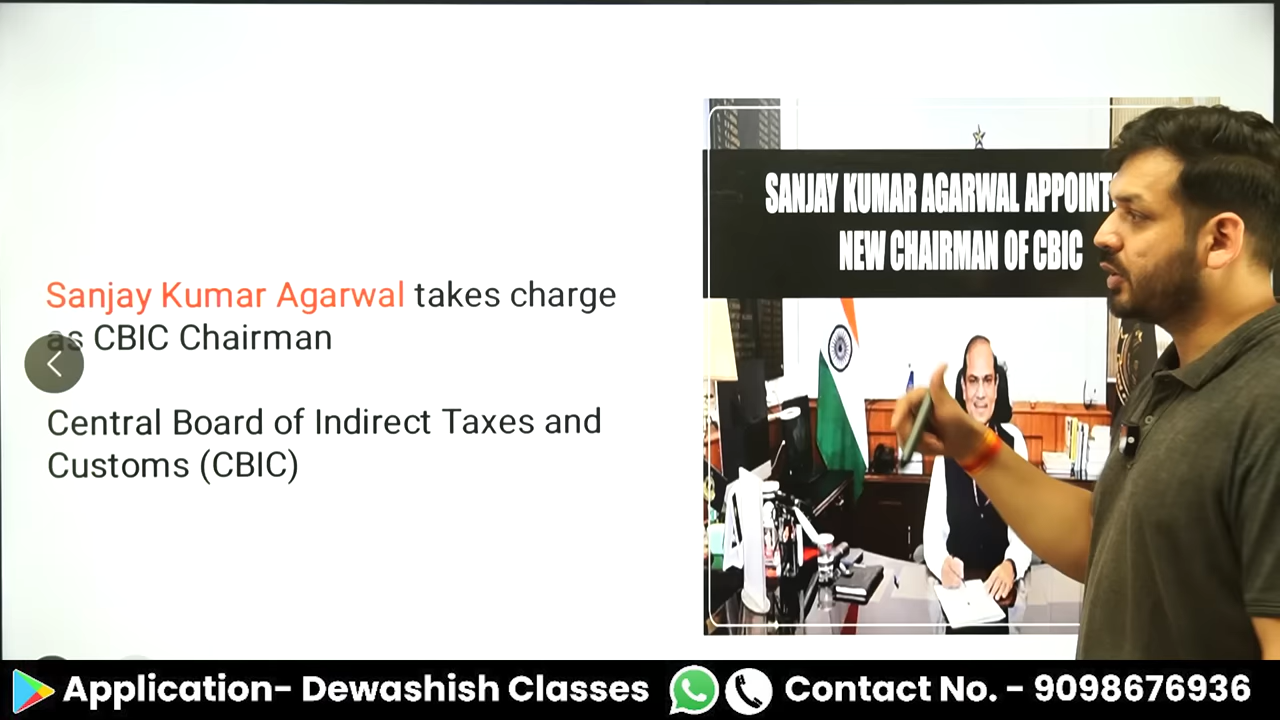 SANJAY KUMAR AGARWAL APPOINT
NEW CHAIRMAN OF CBIC
Sanjay Kumar Agarwal takes charge
as CBIC Chairman
Central Board of Indirect Taxes and
Customs (CBIC)
Application- Dewashish Classes
Contact No. - 9098676936